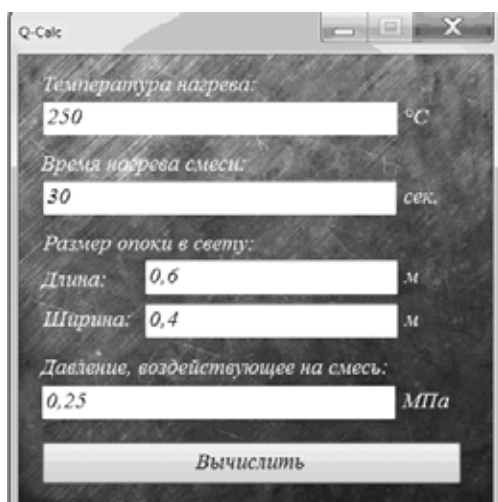 Q-Calc
Температура нагрева:
250 °C
Время нагрева смеси:
30 сек.
Размер опоки в свету:
Длина: 0,6 м
Ширина: 0,4 м
Давление, воздействующее на смесь:
0,25 МПа
Вычислить